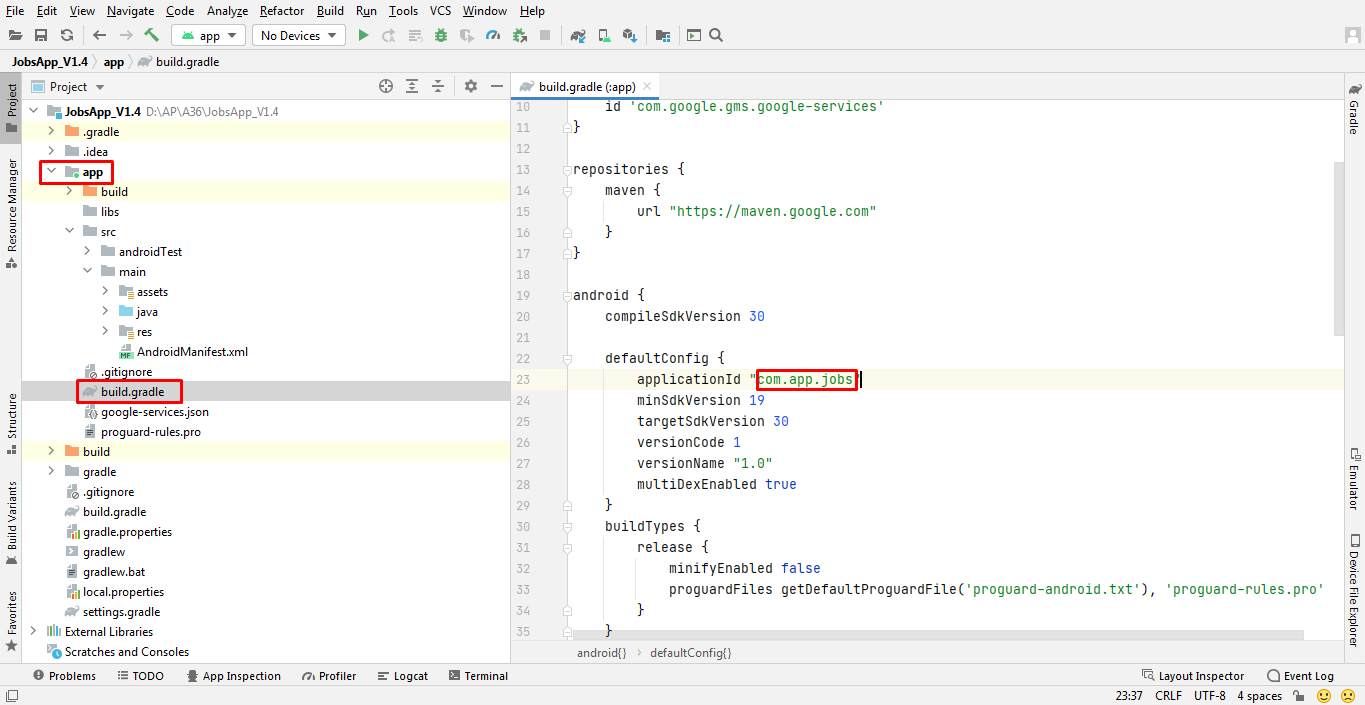 File Edit View Navigate Code Analyze Refactor Build Run Tools VCS Window Help
app No Devices
JobsApp_V1.4 app build.gradle
Project
build.gradle (:app)
JobsApp_V1.4 D:\AP\A36\JobsApp_V1.4
.gradle
.idea
app
build
libs
src
androidTest
main
assets
java
res
AndroidManifest.xml
.gitignore
build.gradle
google-services.json
proguard-rules.pro
build
gradle
.gitignore
build.gradle
gradle.properties
gradlew
gradlew.bat
local.properties
settings.gradle
External Libraries
Scratches and Consoles
Project
Resource Manager
Structure
Build Variants
Favorites
10 id 'com.google.gms.google-services'
11 }
12
13 repositories {
14 maven {
15 url "https://maven.google.com"
16 }
17 }
18
19 android {
20 compileSdkVersion 30
21
22 defaultConfig {
23 applicationId "com.app.jobs"
24 minSdkVersion 19
25 targetSdkVersion 30
26 versionCode 1
27 versionName "1.0"
28 multiDexEnabled true
29 }
30 buildTypes {
31 release {
32 minifyEnabled false
33 proguardFiles getDefaultProguardFile('proguard-android.txt'), 'proguard-rules.pro'
34 }
35 }
android{} defaultConfig{}
Gradle
Emulator
Device File Explorer
Problems TODO App Inspection Profiler Logcat Terminal Layout Inspector Event Log
23:37 CRLF UTF-8 4 spaces